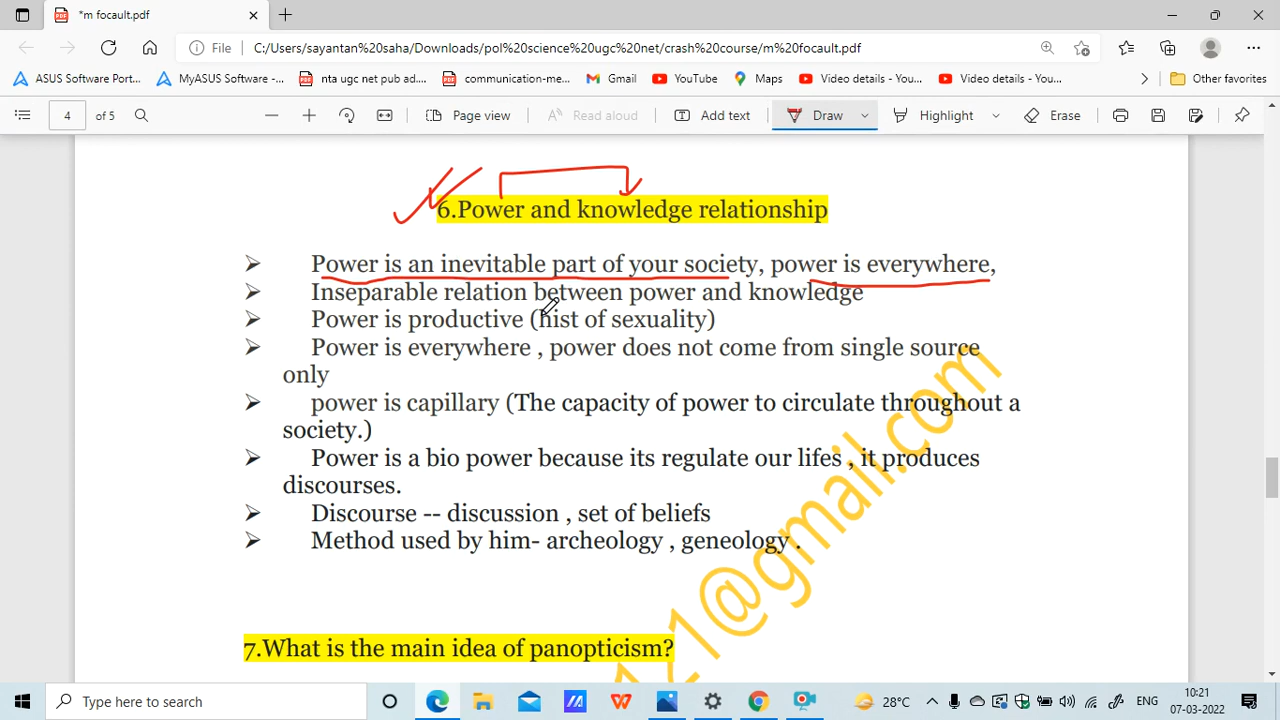 *m focault.pdf
File C:/Users/sayantan%20saha/Downloads/pol%20science%20ugc%20net/crash%20course/m%20focault.pdf
ASUS Software Port... MyASUS Software -... nta ugc net pub ad... communication-me... Gmail YouTube Maps Video details - You... Video details - You... Other favorites
4 of 5 Page view Read aloud Add text Draw Highlight Erase
6.Power and knowledge relationship
Power is an inevitable part of your society, power is everywhere,
Inseparable relation between power and knowledge
Power is productive (hist of sexuality)
Power is everywhere , power does not come from single source
only
power is capillary (The capacity of power to circulate throughout a
society.)
Power is a bio power because its regulate our lifes , it produces
discourses.
Discourse -- discussion , set of beliefs
Method used by him- archeology , geneology .
7.What is the main idea of panopticism?
21@gmail.com
Type here to search
28°C ENG 10:21
07-03-2022